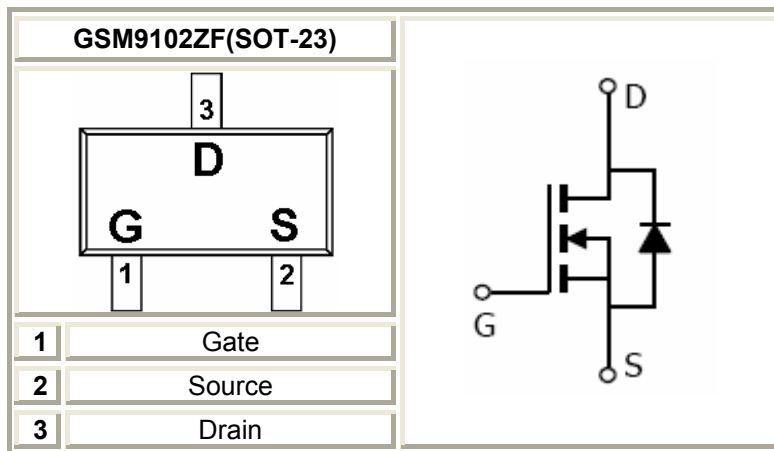 GSM9102ZF(SOT-23)
3
D
G S
1 2
1 Gate
2 Source
3 Drain
D
G
S